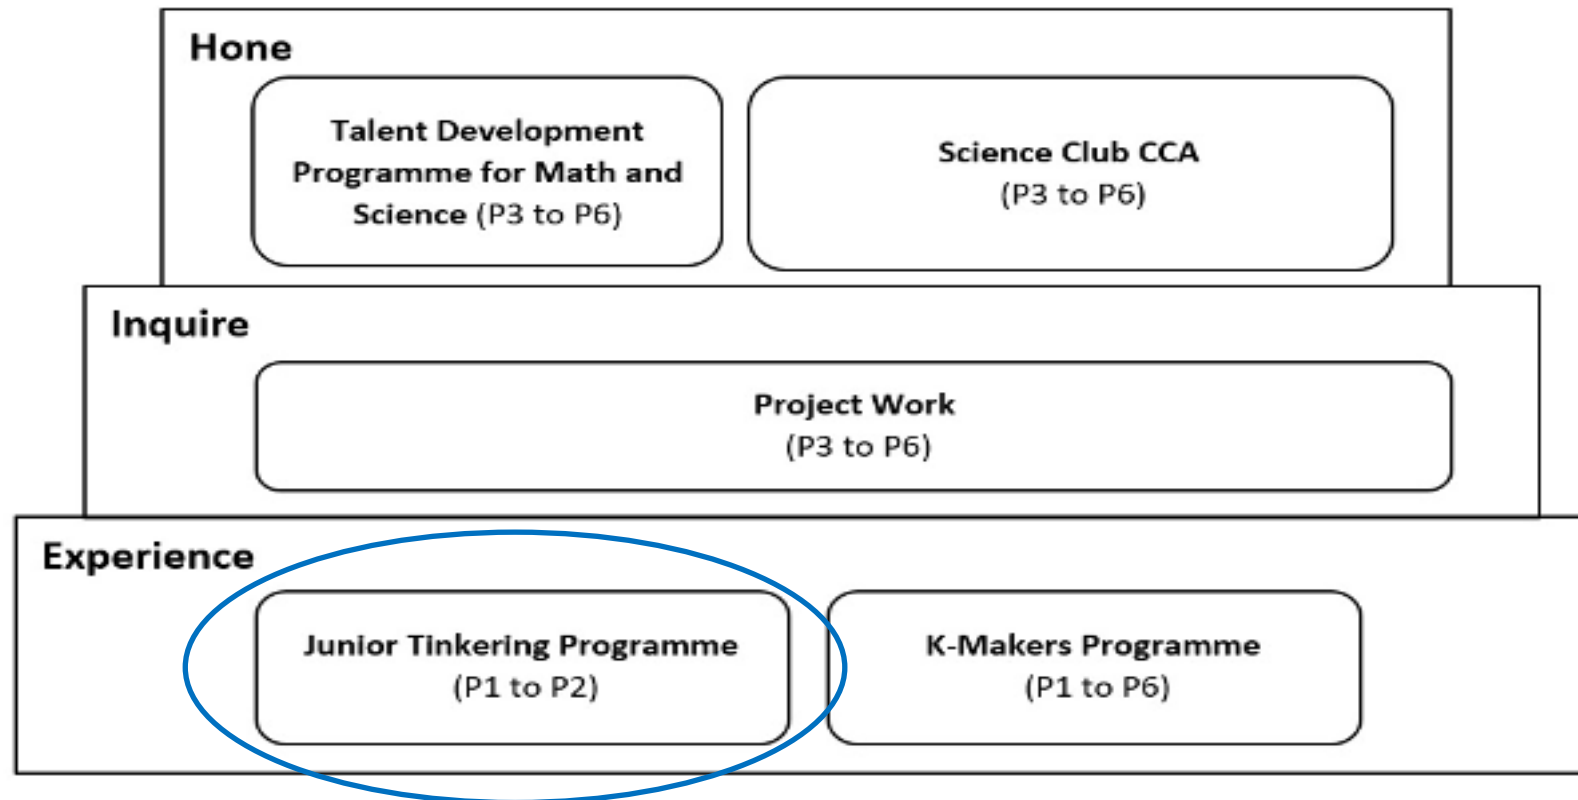 Hone
Talent Development
Programme for Math and
Science (P3 to P6)
Science Club CCA
(P3 to P6)
Inquire
Project Work
(P3 to P6)
Experience
Junior Tinkering Programme
(P1 to P2)
K-Makers Programme
(P1 to P6)